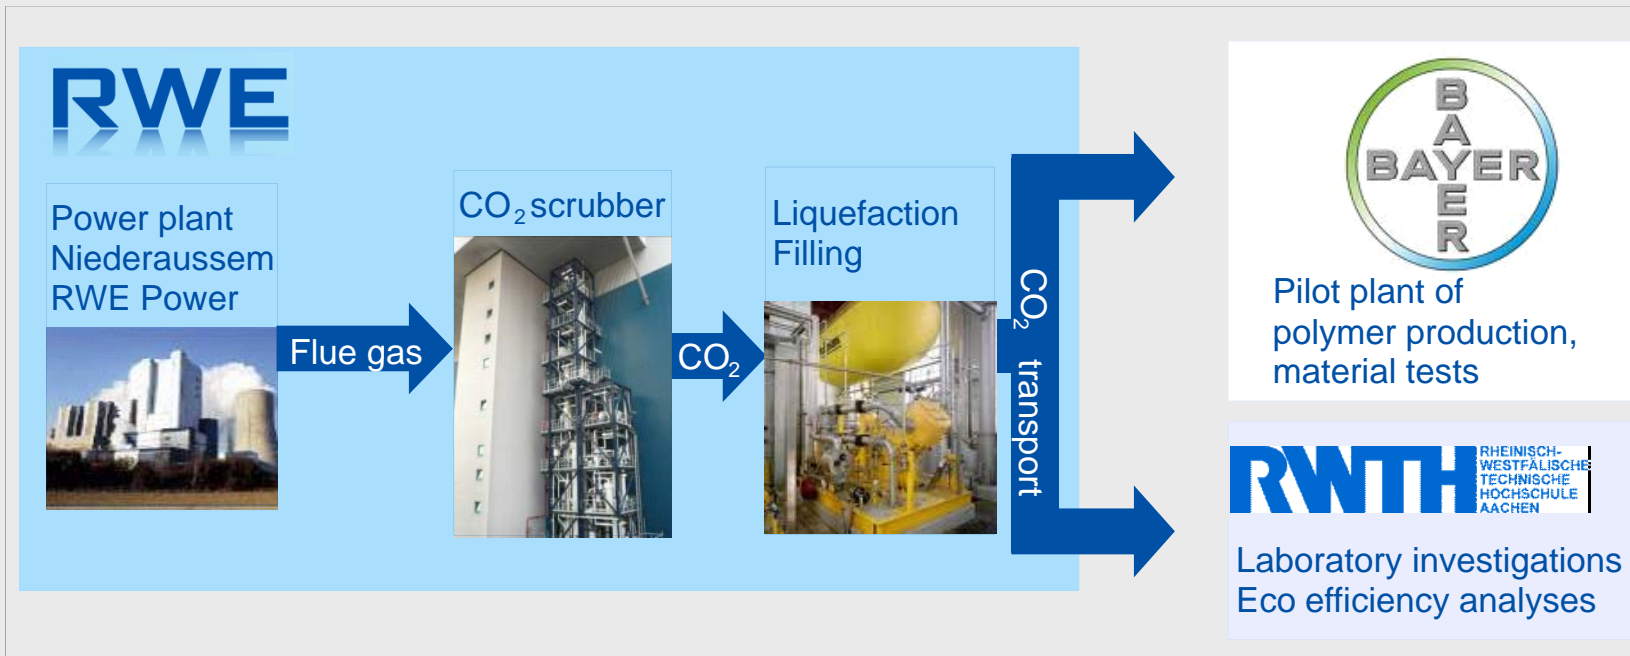 RWE
Power plant
Niederaussem
RWE Power
Flue gas
CO2 scrubber
CO2
Liquefaction
Filling
CO2 transport
BAYER
BAYER
Pilot plant of
polymer production,
material tests
RWTH
RHEINISCH-
WESTFÄLISCHE
TECHNISCHE
HOCHSCHULE
AACHEN
Laboratory investigations
Eco efficiency analyses